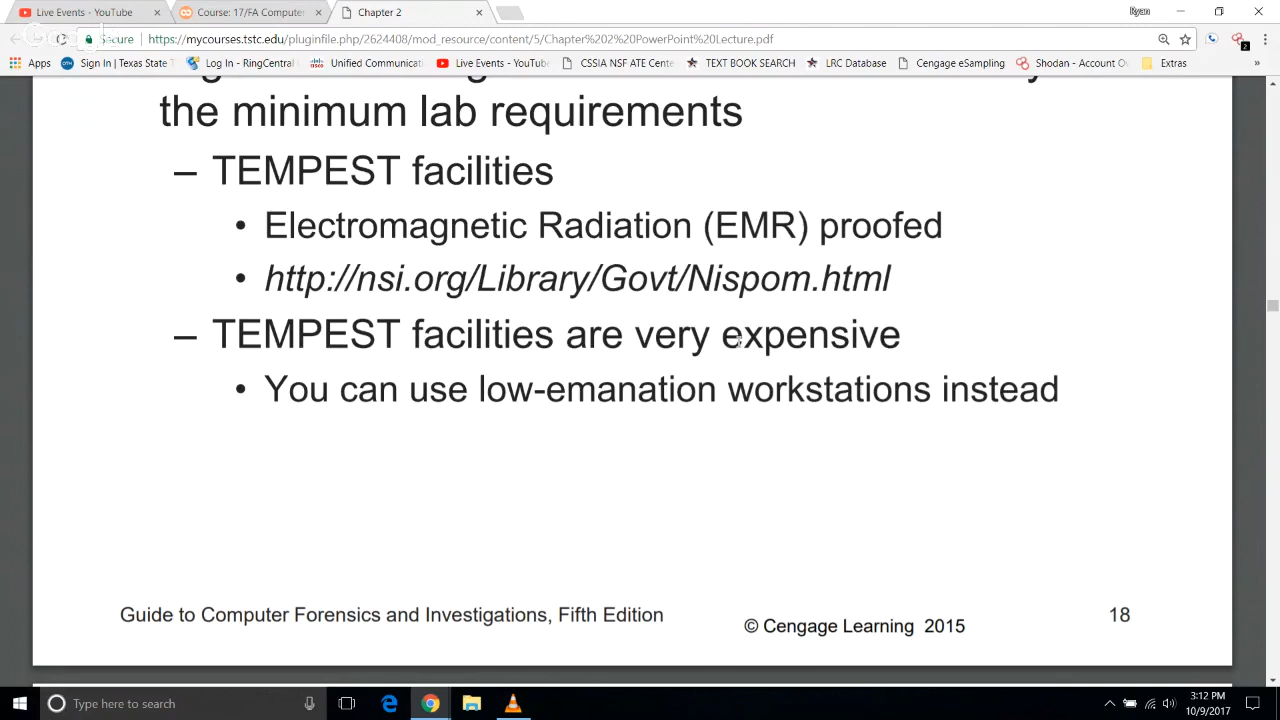 Live Events - YouTube
Course: 17/FA Computer
Chapter 2
Ryan
Secure
https://mycourses.tstc.edu/pluginfile.php/2624408/mod_resource/content/5/Chapter%202%20PowerPoint%20Lecture.pdf
Apps
Sign In | Texas State T
Log In - RingCentral
Unified Communicati
Live Events - YouTube
CSSIA NSF ATE Cente
IT BOOK SEARCH
LRC Database
Cengage eSampling
Shodan - Account Ov
Extras
»
the minimum lab requirements
– TEMPEST facilities
• Electromagnetic Radiation (EMR) proofed
• http://nsi.org/Library/Govt/Nispom.html
– TEMPEST facilities are very expensive
• You can use low-emanation workstations instead
Guide to Computer Forensics and Investigations, Fifth Edition
© Cengage Learning 2015
18
Type here to search
3:12 PM
10/9/2017